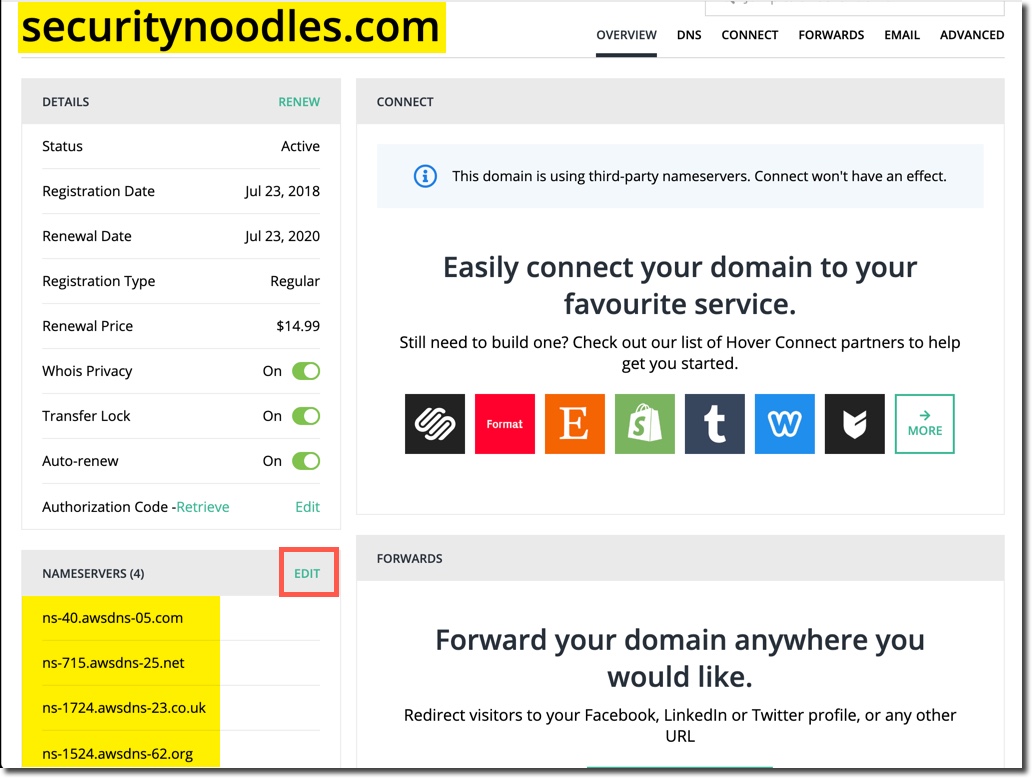 securitynoodles.com
OVERVIEW DNS CONNECT FORWARDS EMAIL ADVANCED
DETAILS RENEW
Status Active
Registration Date Jul 23, 2018
Renewal Date Jul 23, 2020
Registration Type Regular
Renewal Price $14.99
Whois Privacy On
Transfer Lock On
Auto-renew On
Authorization Code -Retrieve Edit
NAMESERVERS (4) EDIT
ns-40.awsdns-05.com
ns-715.awsdns-25.net
ns-1724.awsdns-23.co.uk
ns-1524.awsdns-62.org
CONNECT
This domain is using third-party nameservers. Connect won't have an effect.
Easily connect your domain to your
favourite service.
Still need to build one? Check out our list of Hover Connect partners to help
get you started.
Format E S t W
MORE
FORWARDS
Forward your domain anywhere you
would like.
Redirect visitors to your Facebook, LinkedIn or Twitter profile, or any other
URL